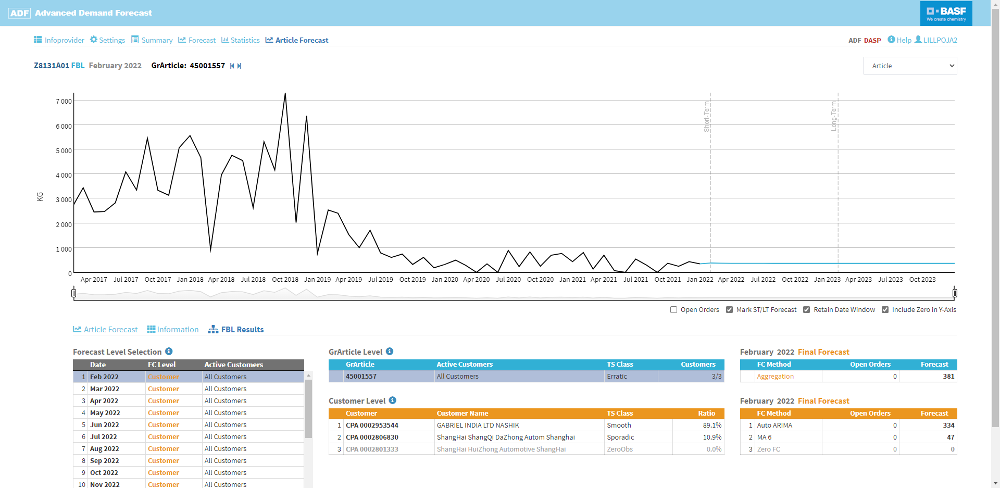 ADF Advanced Demand Forecast
BASF
We create chemistry
Infoprovider Settings Summary Forecast Statistics Article Forecast
ADF DASP Help LILLPOJA2
Z8131A01 FBL February 2022 GrArticle: 45001557
Article
7 000
6 000
5 000
4 000
3 000
2 000
1 000
0
KG
Short-Term
Long-Term
Apr 2017 Jul 2017 Oct 2017 Jan 2018 Apr 2018 Jul 2018 Oct 2018 Jan 2019 Apr 2019 Jul 2019 Oct 2019 Jan 2020 Apr 2020 Jul 2020 Oct 2020 Jan 2021 Apr 2021 Jul 2021 Oct 2021 Jan 2022 Apr 2022 Jul 2022 Oct 2022 Jan 2023 Apr 2023 Jul 2023 Oct 2023
Open Orders Mark ST/LT Forecast Retain Date Window Include Zero in Y-Axis
Article Forecast Information FBL Results
Forecast Level Selection
Date FC Level Active Customers
1 Feb 2022 Customer All Customers
2 Mar 2022 Customer All Customers
3 Apr 2022 Customer All Customers
4 May 2022 Customer All Customers
5 Jun 2022 Customer All Customers
6 Jul 2022 Customer All Customers
7 Aug 2022 Customer All Customers
8 Sep 2022 Customer All Customers
9 Oct 2022 Customer All Customers
10 Nov 2022 Customer All Customers
GrArticle Level
GrArticle Active Customers TS Class Customers
45001557 All Customers Erratic 3/3
Customer Level
Customer Customer Name TS Class Ratio
1 CPA 0002953544 GABRIEL INDIA LTD NASHIK Smooth 89.1%
2 CPA 0002806830 ShangHai ShangQi DaZhong Autom Shanghai Sporadic 10.9%
3 CPA 0002801333 ShangHai HuiZhong Automotive ShangHai ZeroObs 0.0%
February 2022 Final Forecast
FC Method Open Orders Forecast
Aggregation 0 381
February 2022 Final Forecast
FC Method Open Orders Forecast
1 Auto ARIMA 0 334
2 MA 6 0 47
3 Zero FC 0 0